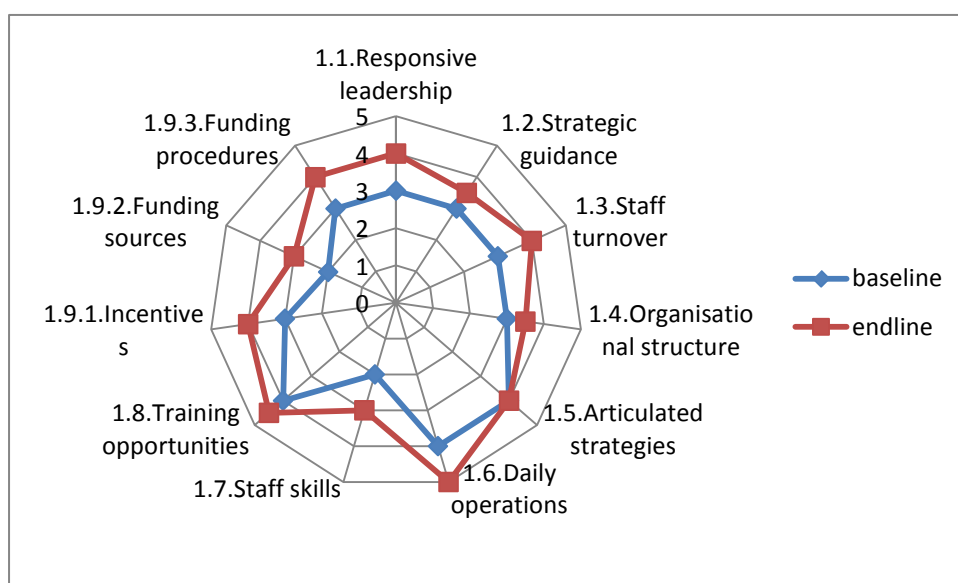 1.1.Responsive
leadership
1.2.Strategic
guidance
1.3.Staff
turnover
1.4.Organisatio
nal structure
1.5.Articulated
strategies
1.6.Daily
operations
1.7.Staff skills
1.8.Training
opportunities
1.9.1.Incentive
s
1.9.2.Funding
sources
1.9.3.Funding
procedures
5
4
3
2
1
0
baseline
endline